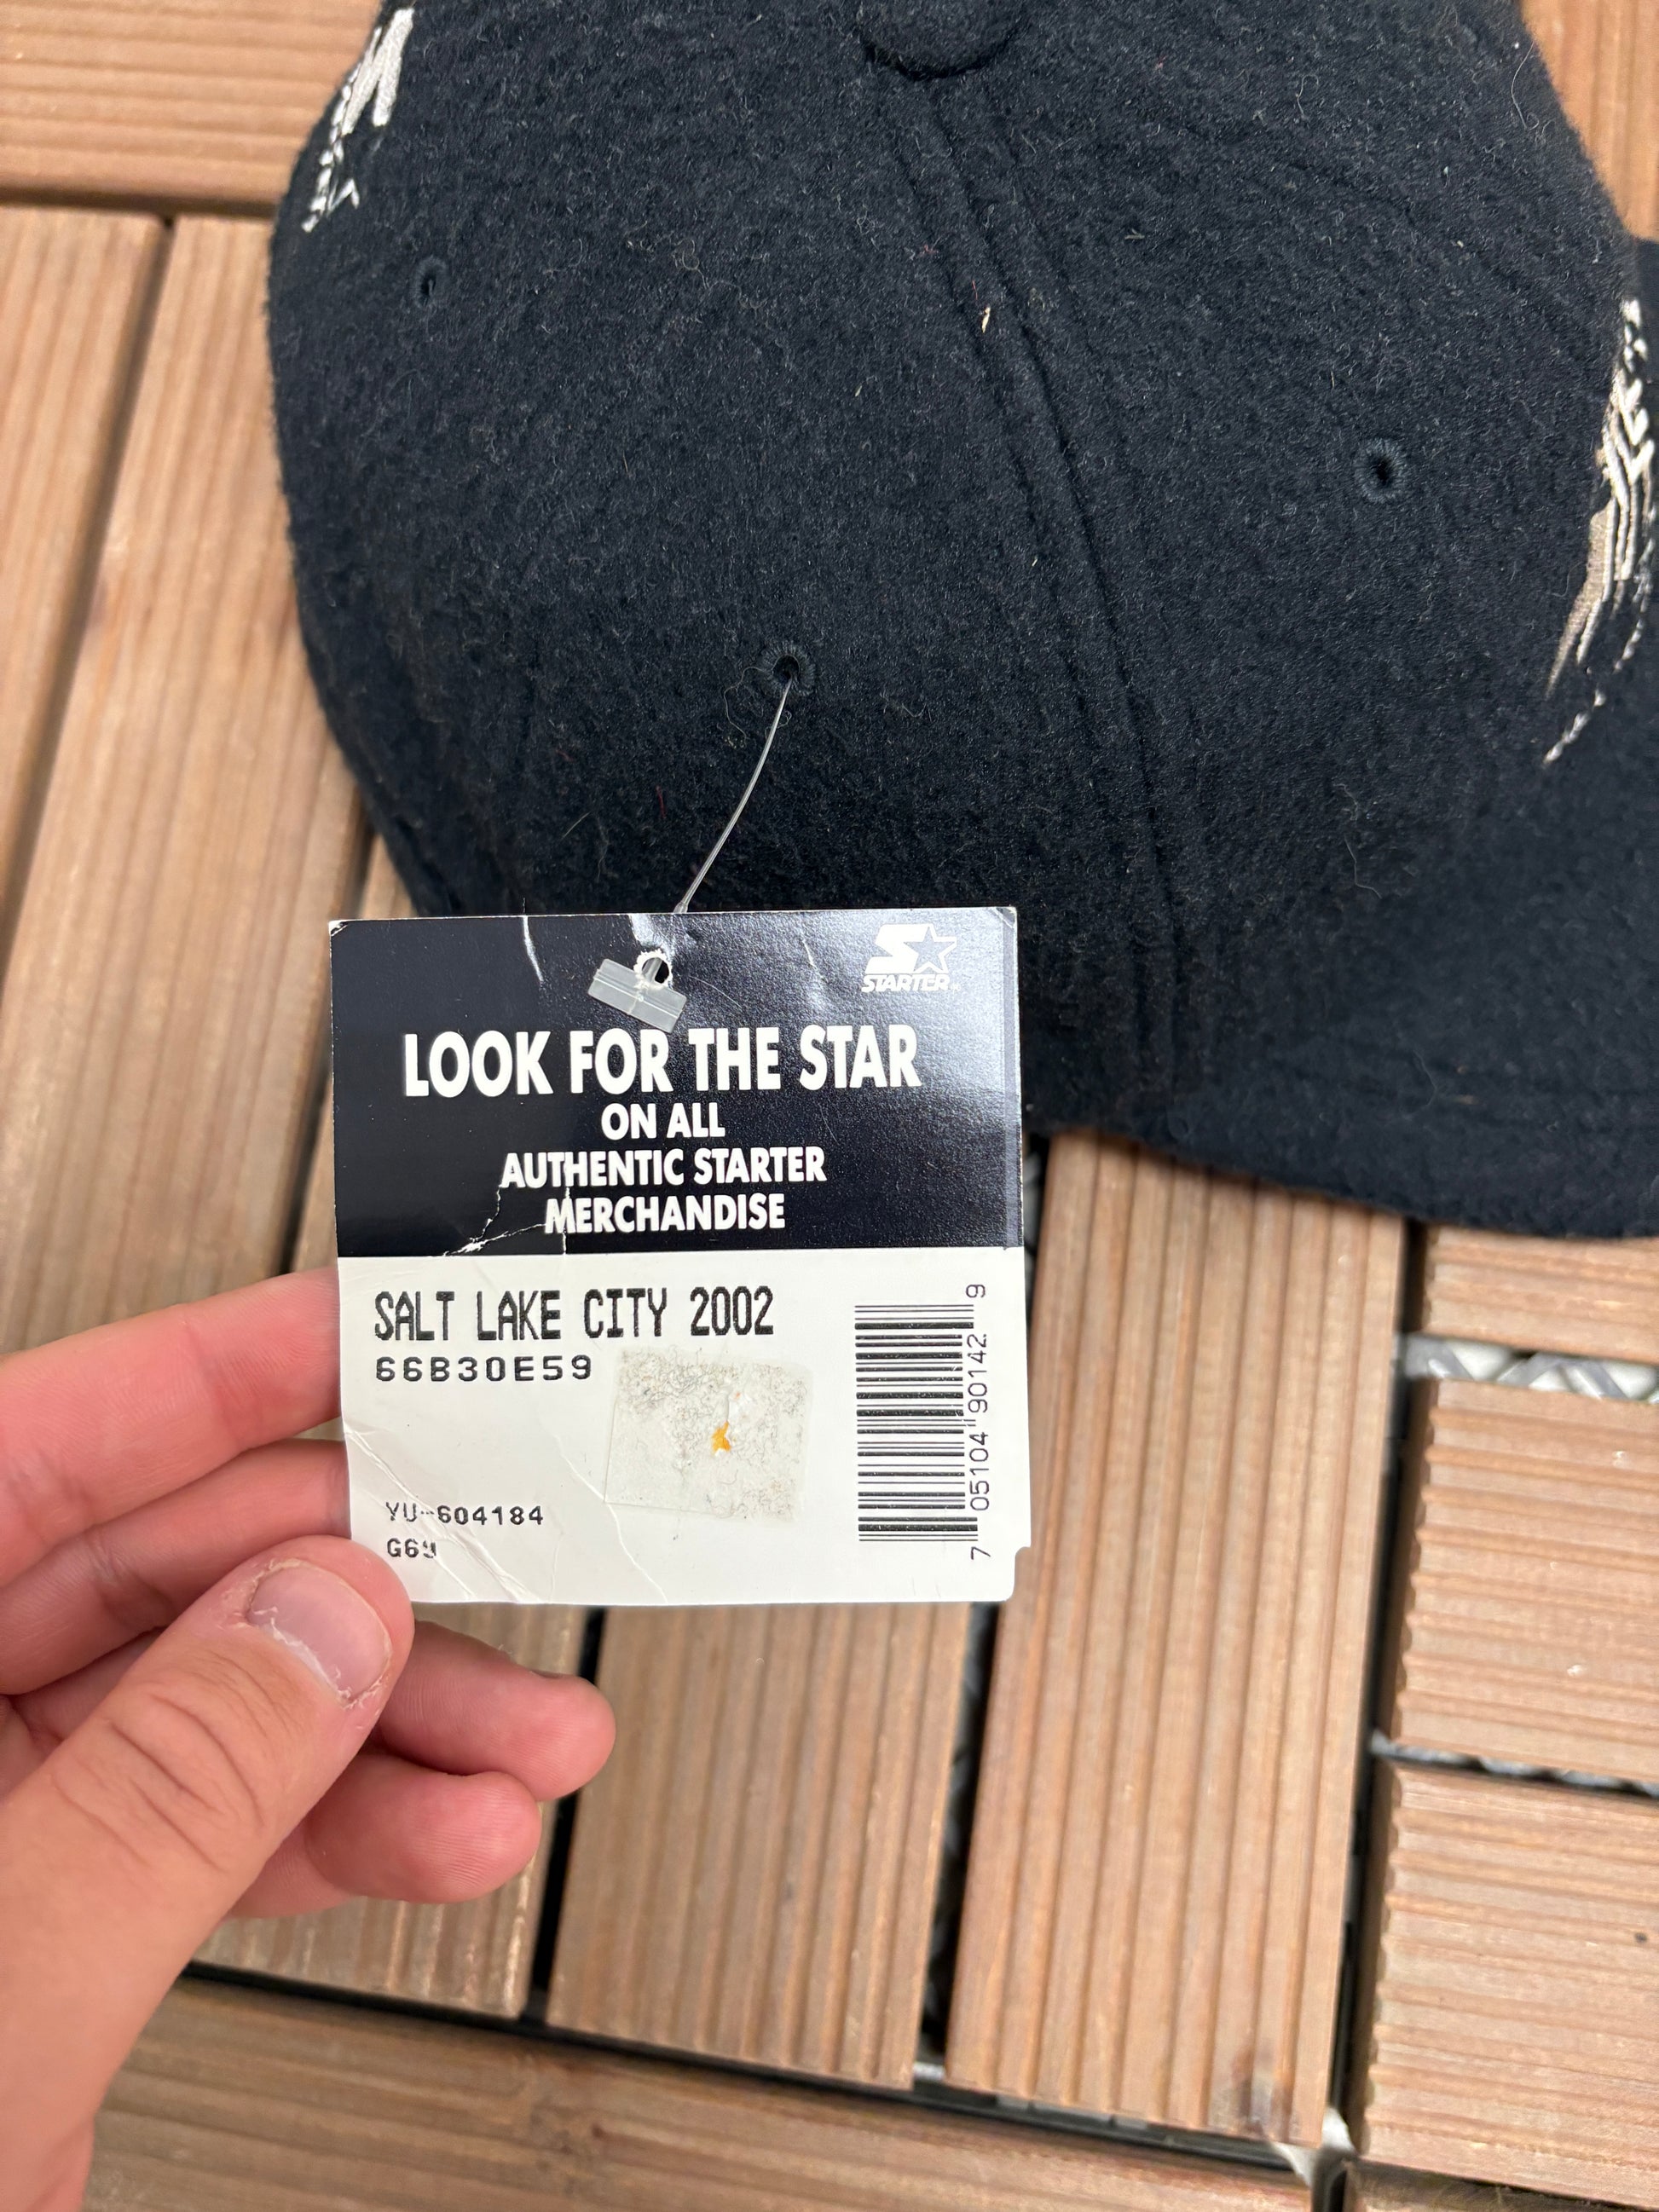 STARTER
LOOK FOR THE STAR
ON ALL
AUTHENTIC STARTER
MERCHANDISE
SALT LAKE CITY 2002
66B30E59
YU-604184
G69
7 05104 90142 9